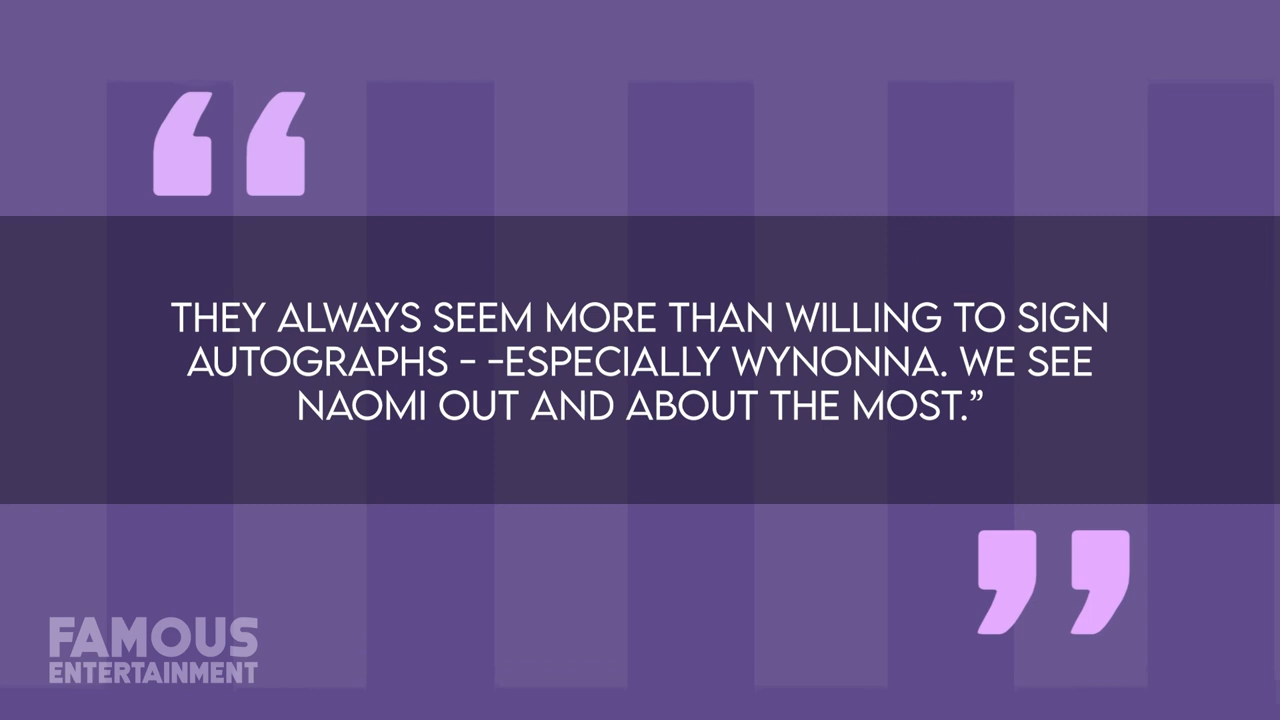 “
THEY ALWAYS SEEM MORE THAN WILLING TO SIGN
AUTOGRAPHS - -ESPECIALLY WYNONNA. WE SEE
NAOMI OUT AND ABOUT THE MOST.”
”
FAMOUS
ENTERTAINMENT